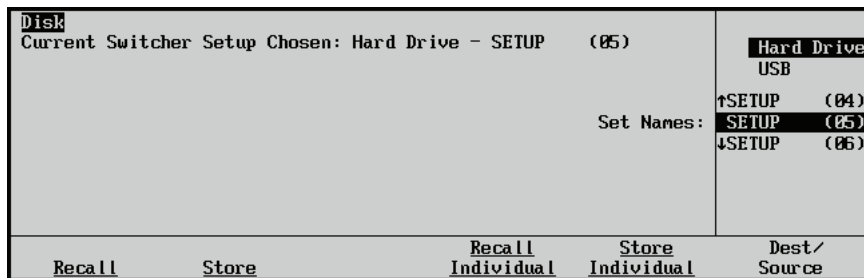 Disk
Current Switcher Setup Chosen: Hard Drive - SETUP (05)
Hard Drive
USB
↑SETUP (04)
Set Names: SETUP (05)
↓SETUP (06)
Recall
Store
Recall Individual
Store Individual
Dest/
Source